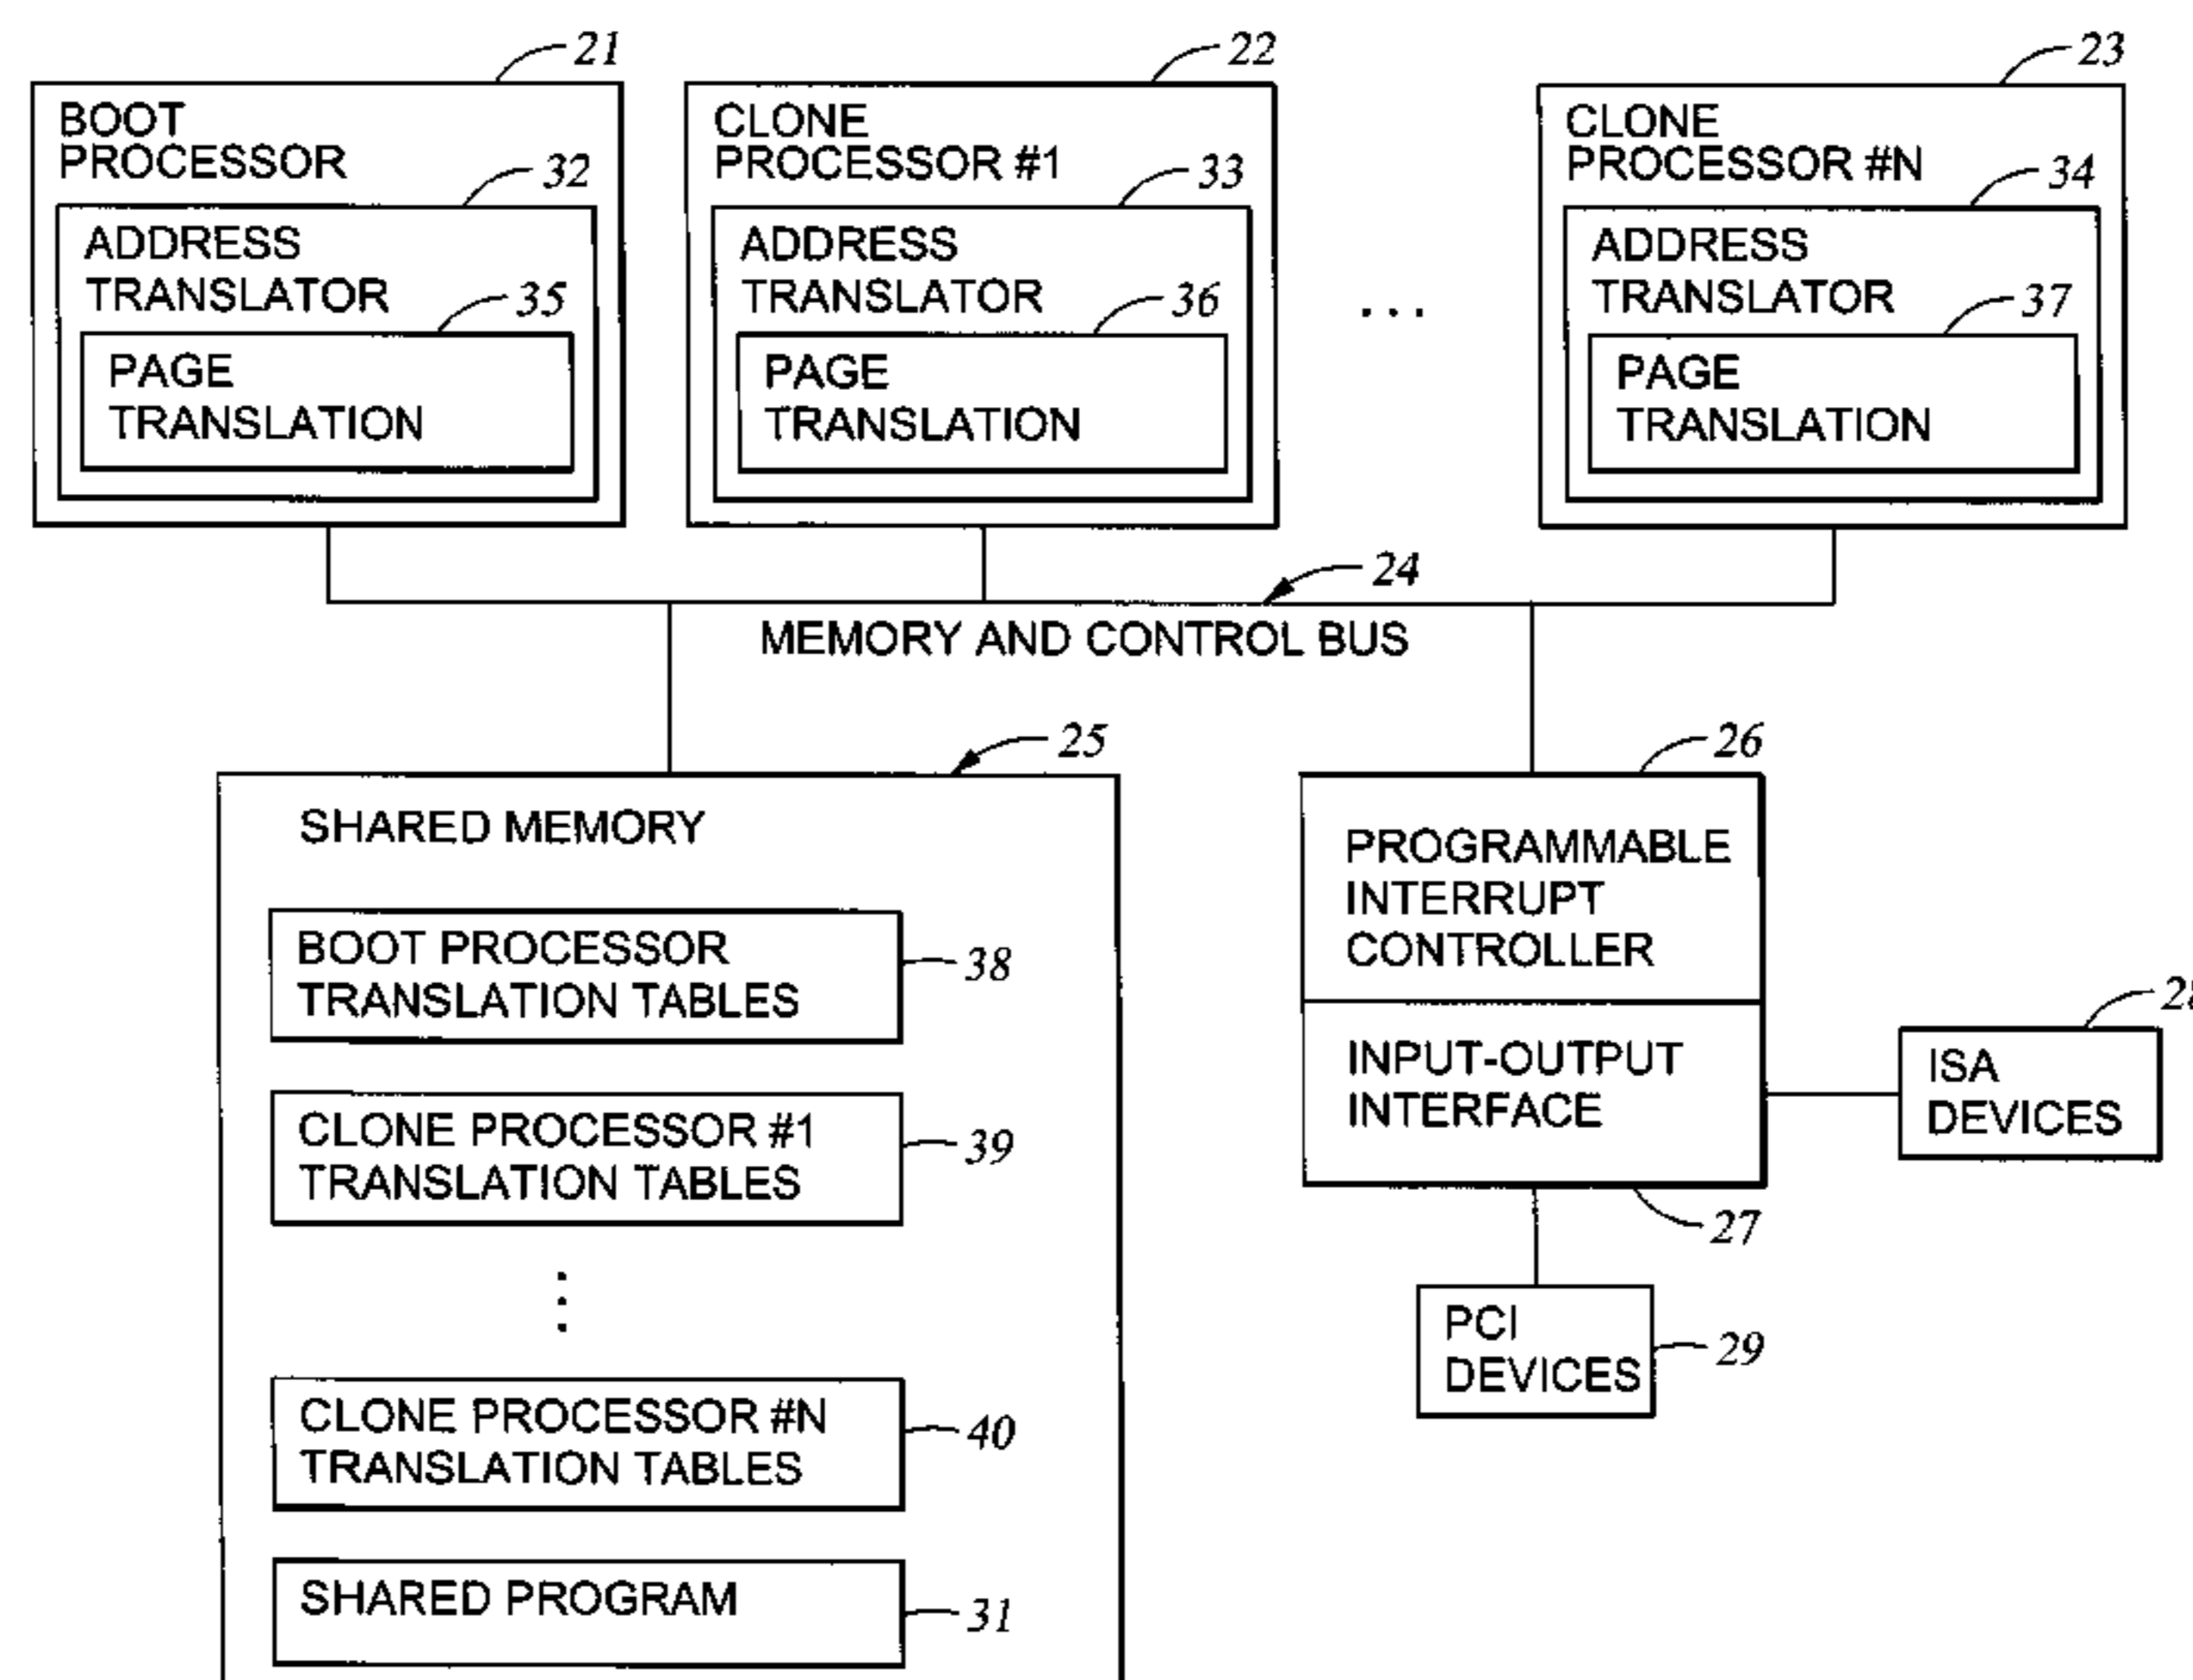 21
BOOT
PROCESSOR
32
ADDRESS
TRANSLATOR
35
PAGE
TRANSLATION
22
CLONE
PROCESSOR #1
33
ADDRESS
TRANSLATOR
36
PAGE
TRANSLATION
. . .
23
CLONE
PROCESSOR #N
34
ADDRESS
TRANSLATOR
37
PAGE
TRANSLATION
24
MEMORY AND CONTROL BUS
25
SHARED MEMORY
BOOT PROCESSOR
TRANSLATION TABLES
38
CLONE PROCESSOR #1
TRANSLATION TABLES
39
CLONE PROCESSOR #N
TRANSLATION TABLES
40
SHARED PROGRAM
31
26
PROGRAMMABLE
INTERRUPT
CONTROLLER
INPUT-OUTPUT
INTERFACE
27
28
ISA
DEVICES
PCI
DEVICES
29